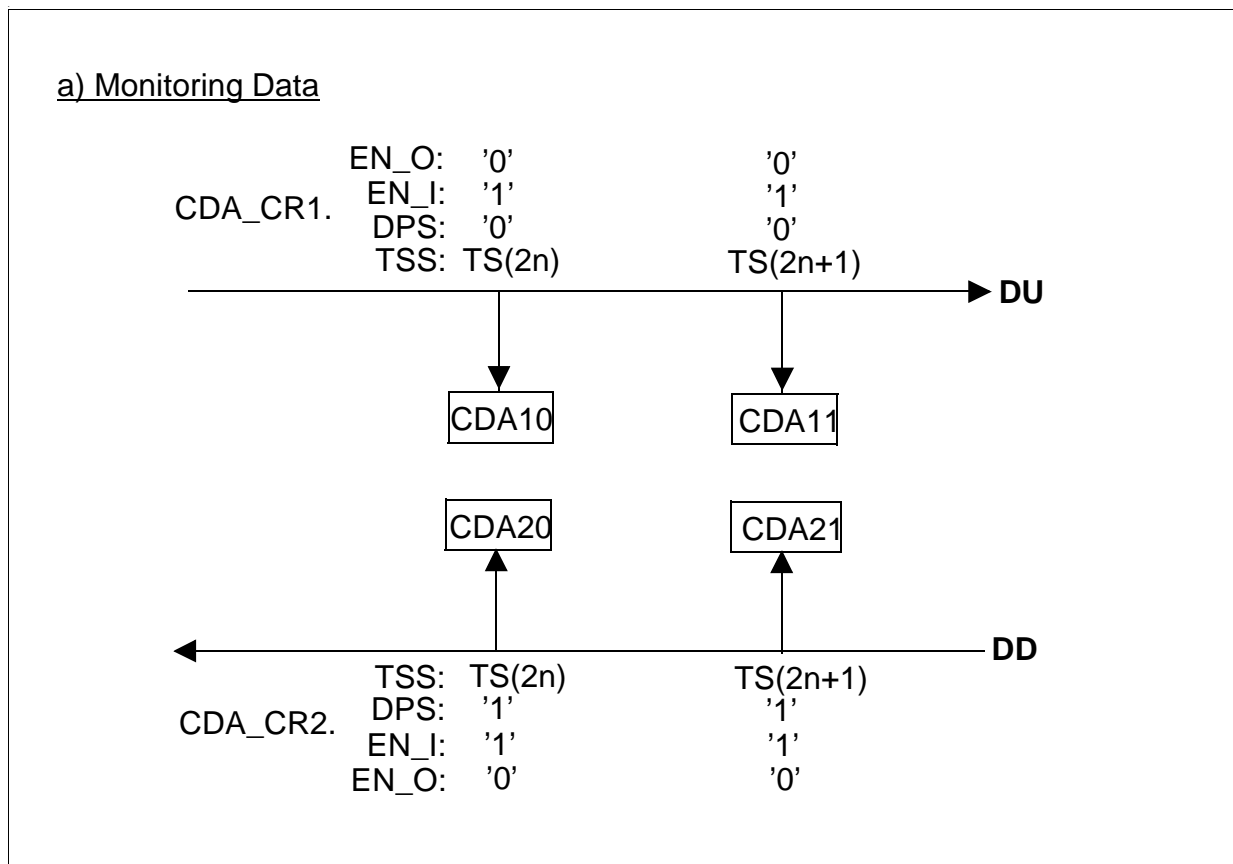 a) Monitoring Data
EN_O: '0' '0'
CDA_CR1. EN_I: '1' '1'
DPS: '0' '0'
TSS: TS(2n) TS(2n+1)
DU
CDA10 CDA11
CDA20 CDA21
DD
TSS: TS(2n) TS(2n+1)
CDA_CR2. DPS: '1' '1'
EN_I: '1' '1'
EN_O: '0' '0'